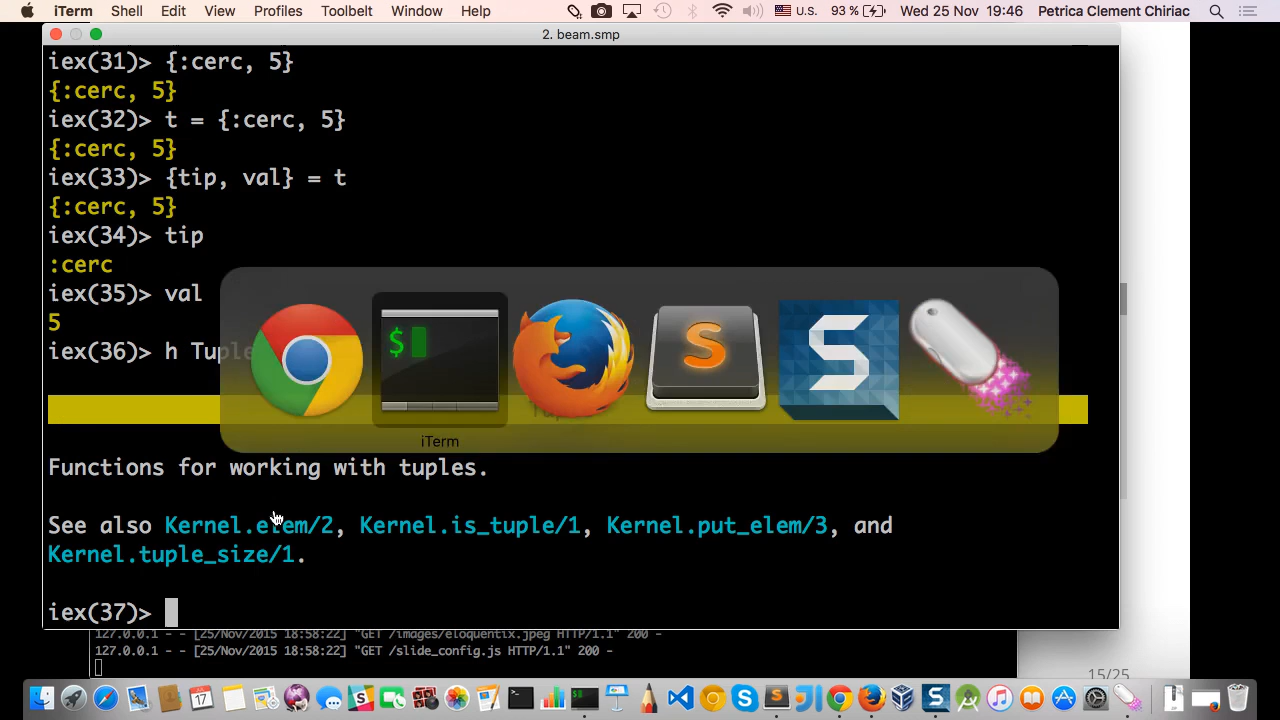 iTerm Shell Edit View Profiles Toolbelt Window Help U.S. 93 % Wed 25 Nov 19:46 Petrica Clement Chiriac
2. beam.smp
iex(31)> {:cerc, 5}
{:cerc, 5}
iex(32)> t = {:cerc, 5}
{:cerc, 5}
iex(33)> {tip, val} = t
{:cerc, 5}
iex(34)> tip
:cerc
iex(35)> val
5
iex(36)> h Tuple
$
S
S
iTerm
Functions for working with tuples.
See also Kernel.elem/2, Kernel.is_tuple/1, Kernel.put_elem/3, and
Kernel.tuple_size/1.
iex(37)>
127.0.0.1 - - [25/Nov/2015 18:58:22] "GET /images/eloquentix.jpeg HTTP/1.1" 200 -
127.0.0.1 - - [25/Nov/2015 18:58:22] "GET /slide_config.js HTTP/1.1" 200 -
15/25
17